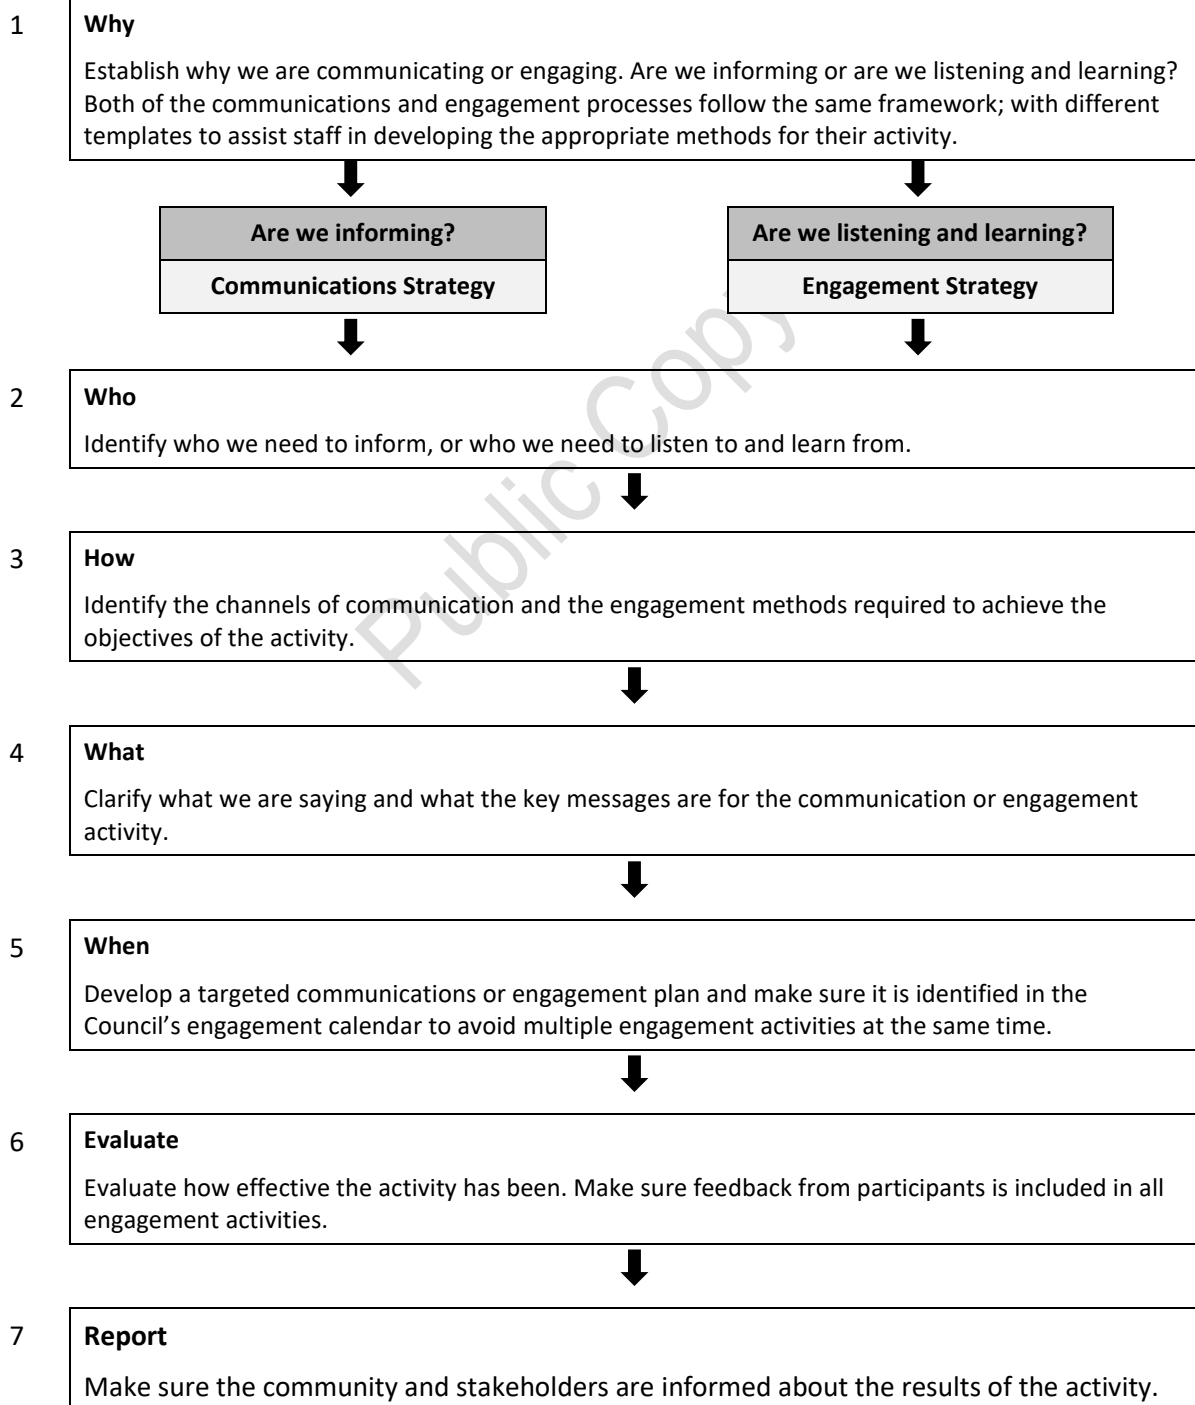 1
Why
Establish why we are communicating or engaging. Are we informing or are we listening and learning?
Both of the communications and engagement processes follow the same framework; with different
templates to assist staff in developing the appropriate methods for their activity.
Are we informing?
Communications Strategy
Are we listening and learning?
Engagement Strategy
2
Who
Identify who we need to inform, or who we need to listen to and learn from.
3
How
Identify the channels of communication and the engagement methods required to achieve the
objectives of the activity.
4
What
Clarify what we are saying and what the key messages are for the communication or engagement
activity.
5
When
Develop a targeted communications or engagement plan and make sure it is identified in the
Council’s engagement calendar to avoid multiple engagement activities at the same time.
6
Evaluate
Evaluate how effective the activity has been. Make sure feedback from participants is included in all
engagement activities.
7
Report
Make sure the community and stakeholders are informed about the results of the activity.
Public Copy